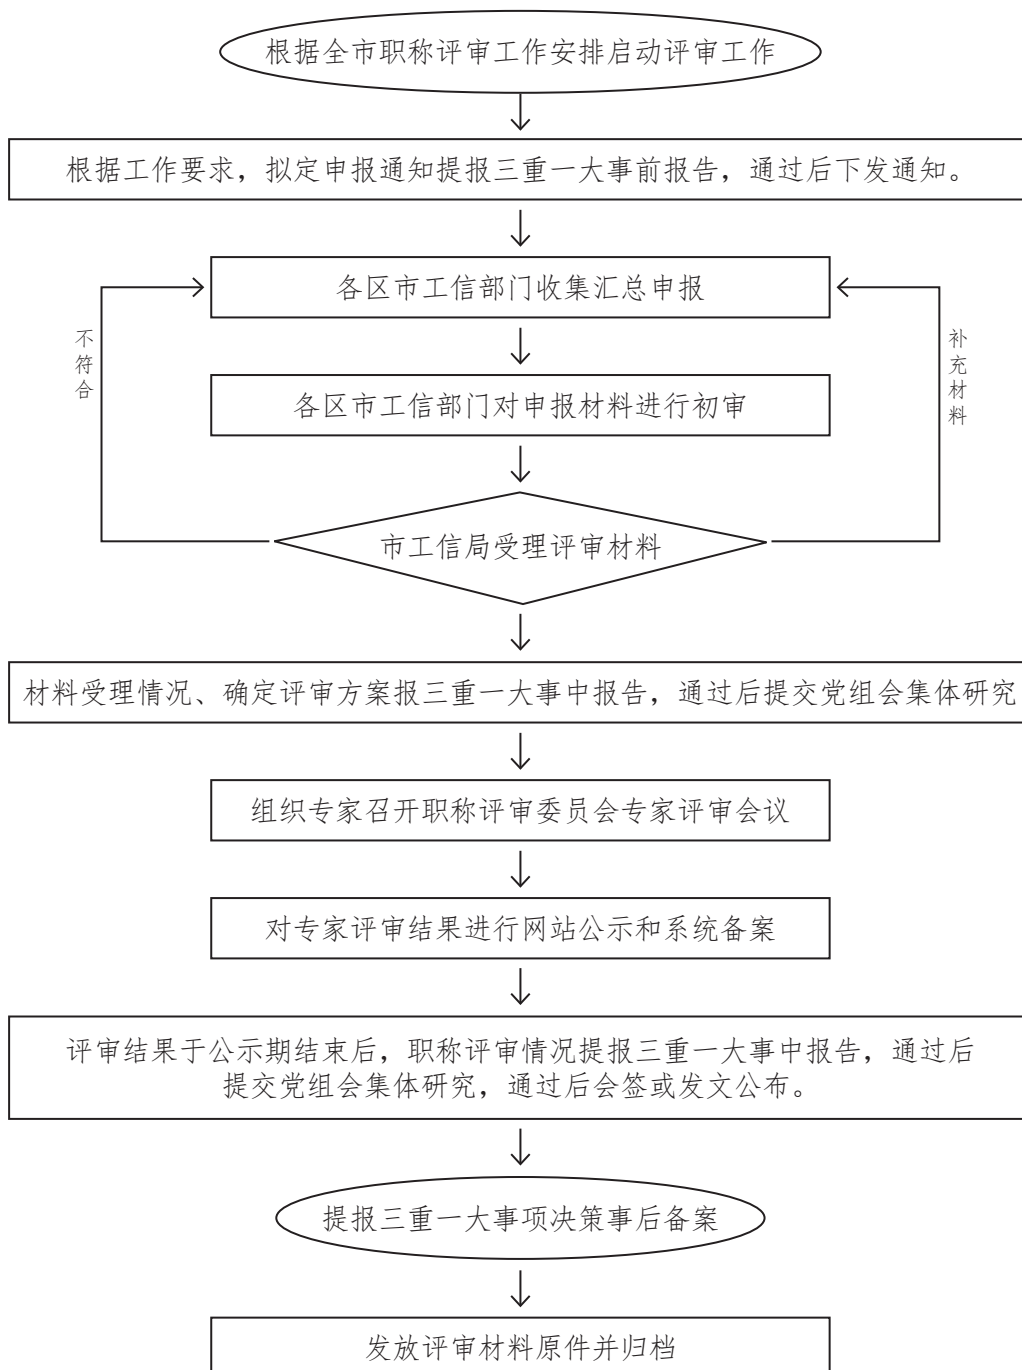 根据全市职称评审工作安排启动评审工作
根据工作要求，拟定申报通知提报三重一大事前报告，通过后下发通知。
各区市工信部门收集汇总申报
不符合
补充材料
各区市工信部门对申报材料进行初审
市工信局受理评审材料
材料受理情况、确定评审方案报三重一大事中报告，通过后提交党组会集体研究
组织专家召开职称评审委员会专家评审会议
对专家评审结果进行网站公示和系统备案
评审结果于公示期结束后，职称评审情况提报三重一大事中报告，通过后
提交党组会集体研究，通过后会签或发文公布。
提报三重一大事项决策事后备案
发放评审材料原件并归档